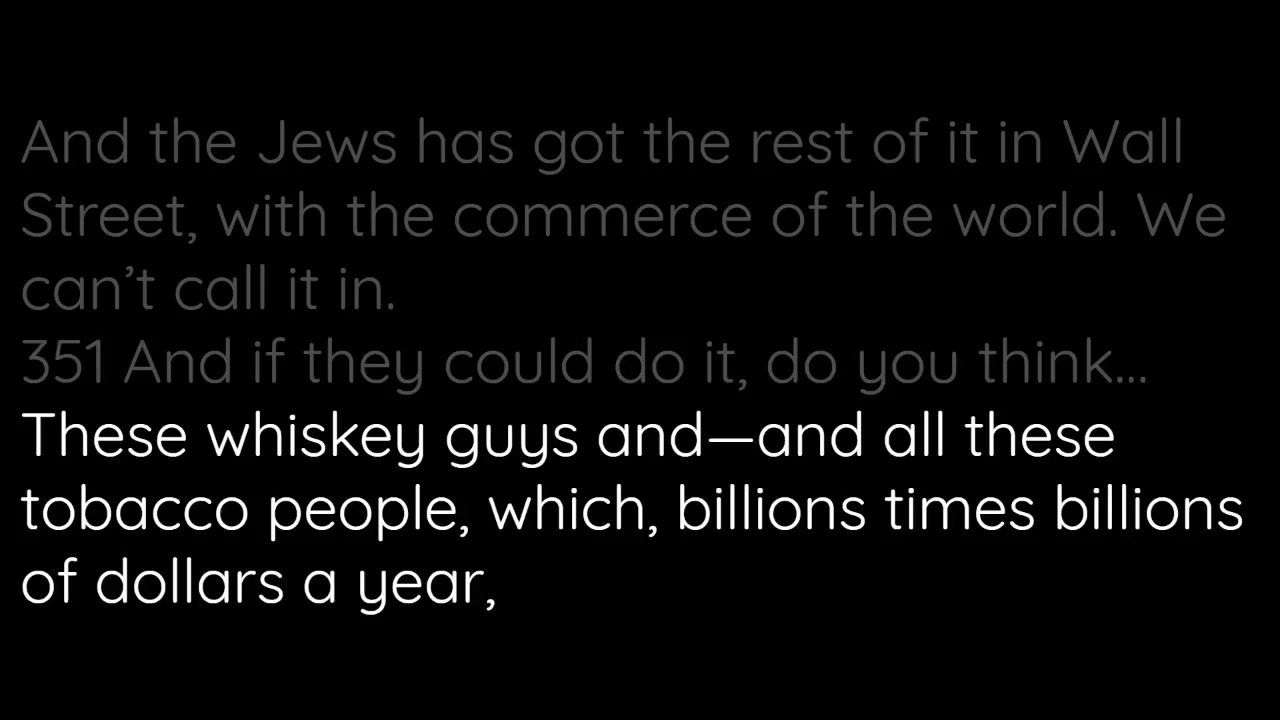 And the Jews has got the rest of it in Wall
Street, with the commerce of the world. We
can’t call it in.
351 And if they could do it, do you think...
These whiskey guys and—and all these
tobacco people, which, billions times billions
of dollars a year,